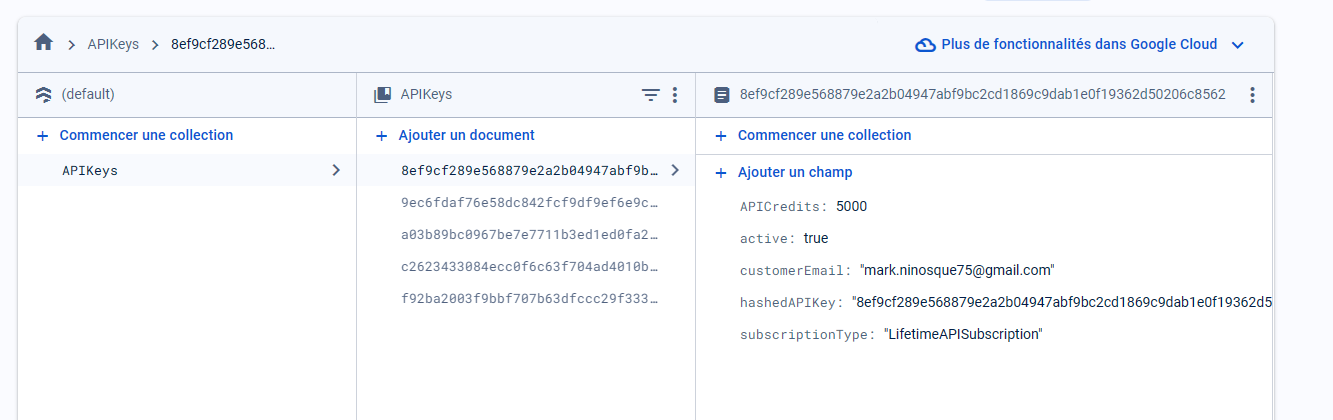 APIKeys 8ef9cf289e568... Plus de fonctionnalités dans Google Cloud
(default)
Commencer une collection
APIKeys
APIKeys
Ajouter un document
8ef9cf289e568879e2a2b04947abf9b…
9ec6fdaf76e58dc842fcf9df9ef6e9c…
a03b89bc0967be7e7711b3ed1ed0fa2…
c2623433084ecc0f6c63f704ad4010b…
f92ba2003f9bbf707b63dfccc29f333…
8ef9cf289e568879e2a2b04947abf9bc2cd1869c9dab1e0f19362d50206c8562
Commencer une collection
Ajouter un champ
APICredits: 5000
active: true
customerEmail: "mark.ninosque75@gmail.com"
hashedAPIKey: "8ef9cf289e568879e2a2b04947abf9bc2cd1869c9dab1e0f19362d5
subscriptionType: "LifetimeAPISubscription"